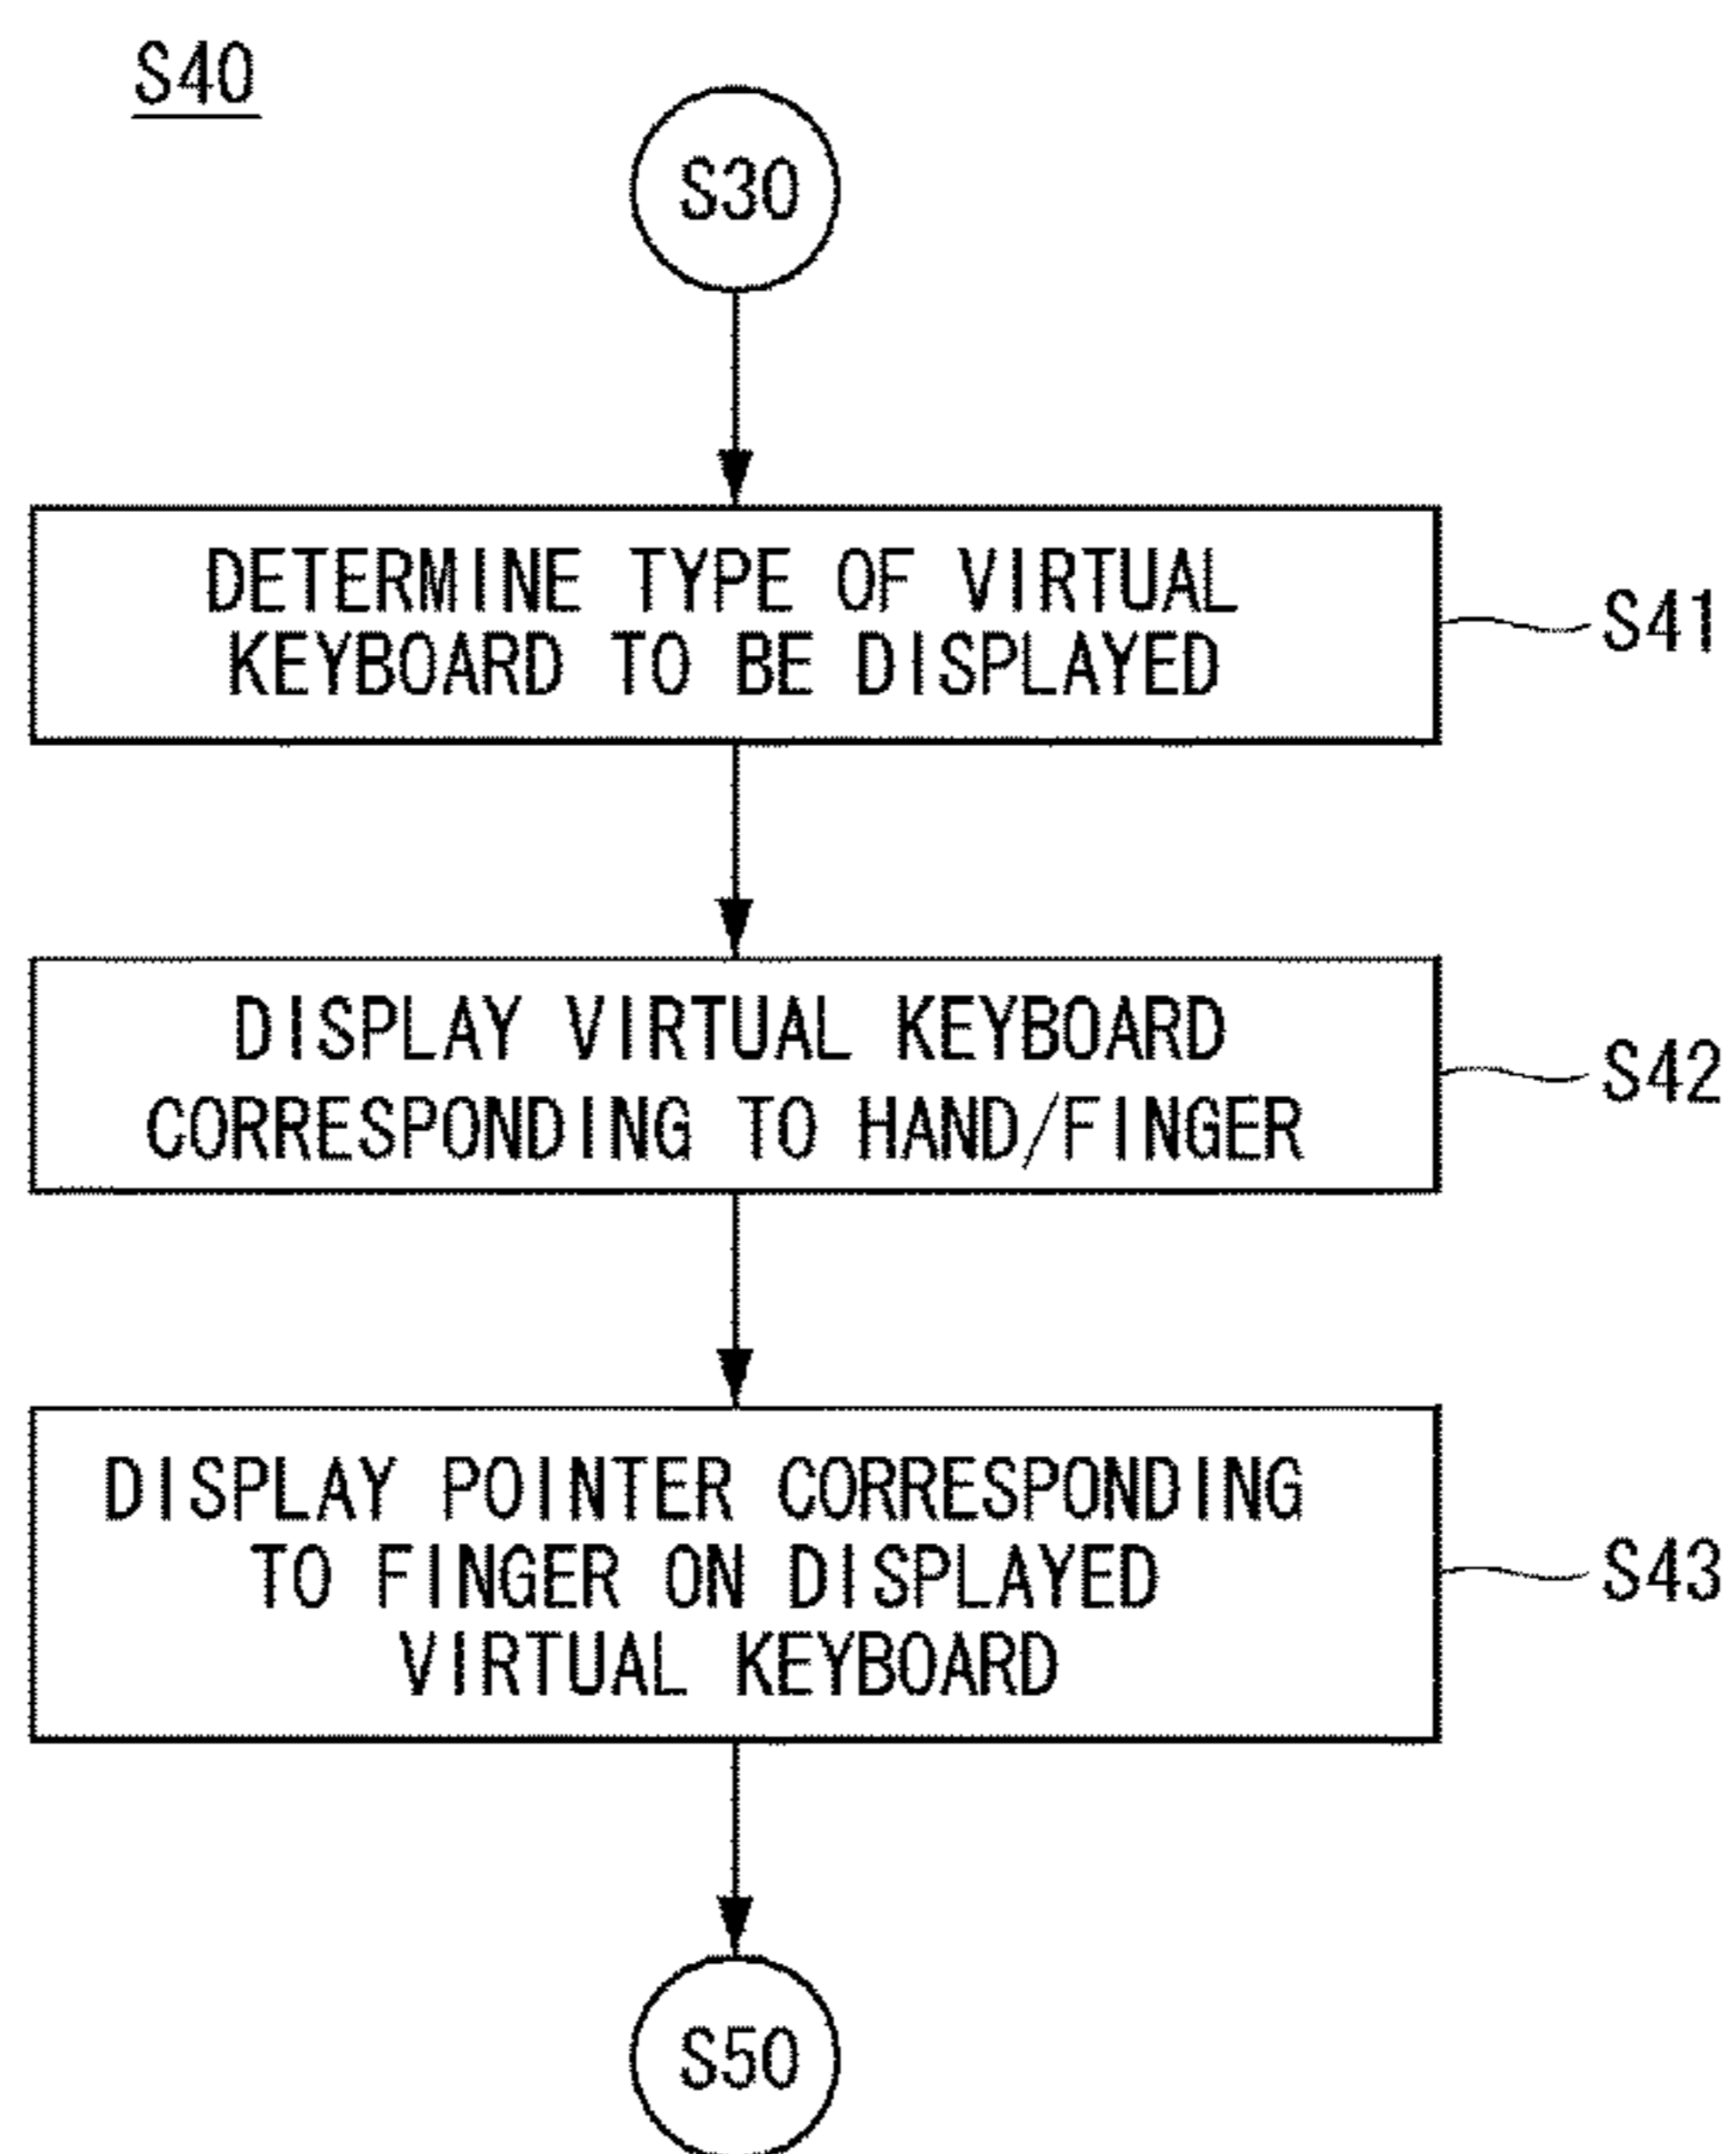 S40
S30
DETERMINE TYPE OF VIRTUAL
KEYBOARD TO BE DISPLAYED
S41
DISPLAY VIRTUAL KEYBOARD
CORRESPONDING TO HAND/FINGER
S42
DISPLAY POINTER CORRESPONDING
TO FINGER ON DISPLAYED
VIRTUAL KEYBOARD
S43
S50